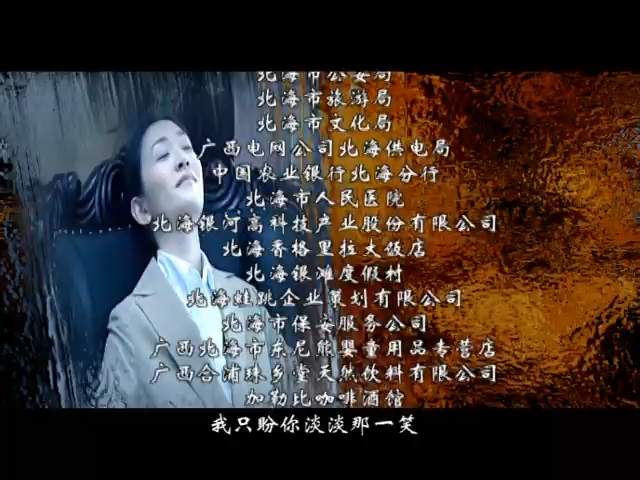 北海市公安局
北海市旅游局
北海市文化局
广西电网公司北海供电局
中国农业银行北海分行
北海市人民医院
北海银河高科技产业股份有限公司
北海香格里拉大饭店
北海银滩度假村
北海蛙跳企业策划有限公司
北海市保安服务公司
广西北海市东尼熊婴童用品专营店
广西合浦珠乡堂天然饮料有限公司
加勒比咖啡酒馆
我只盼你淡淡那一笑